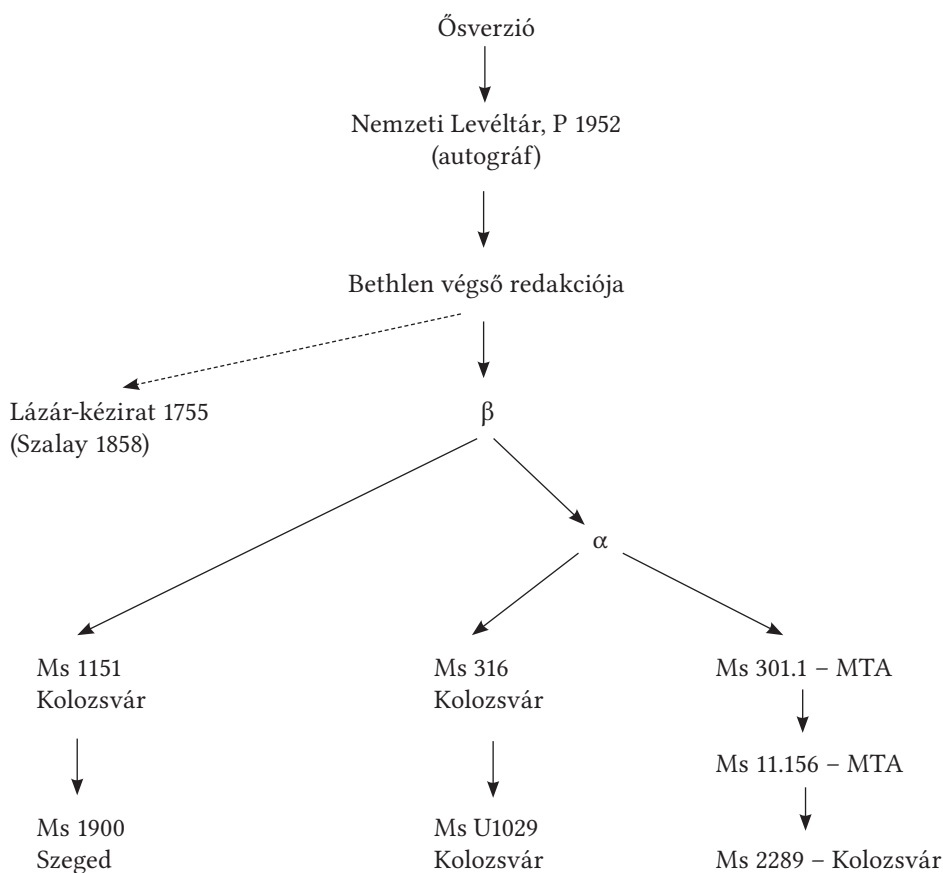 Ősverzió
Nemzeti Levéltár, P 1952
(autográf)
Bethlen végső redakciója
Lázár-kézirat 1755
(Szalay 1858)
β
α
Ms 1151
Kolozsvár
Ms 316
Kolozsvár
Ms 301.1 – MTA
Ms 11.156 – MTA
Ms 1900
Szeged
Ms U1029
Kolozsvár
Ms 2289 – Kolozsvár